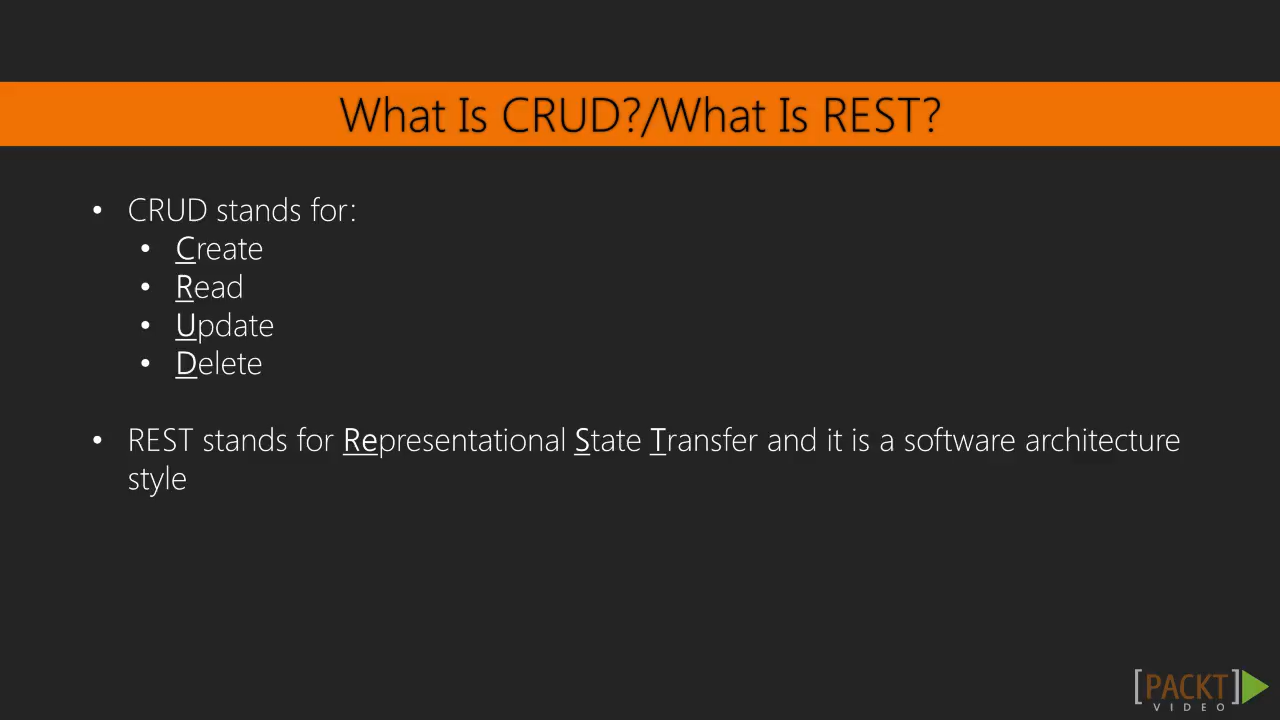 What Is CRUD?/What Is REST?
• CRUD stands for:
• Create
• Read
• Update
• Delete
• REST stands for Representational State Transfer and it is a software architecture
style
[PACKT]
VIDEO